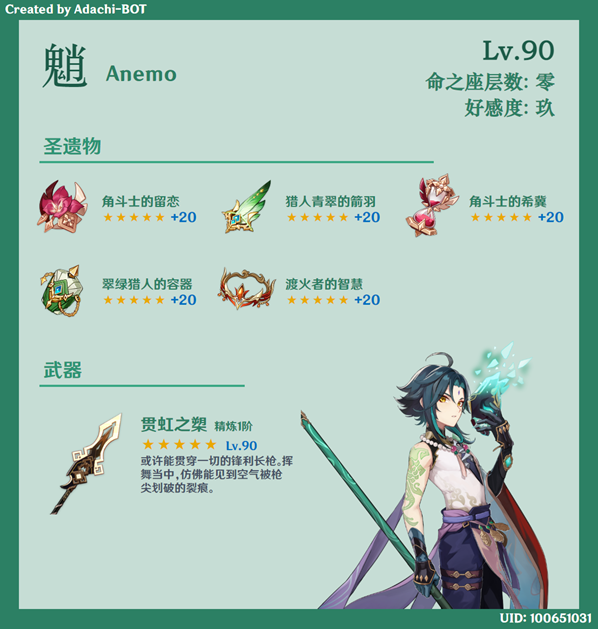 Created by Adachi-BOT
魈 Anemo
Lv.90
命之座层数: 零
好感度: 玖
圣遗物
角斗士的留恋
★★★★★ +20
猎人青翠的箭羽
★★★★★ +20
角斗士的希冀
★★★★★ +20
翠绿猎人的容器
★★★★★ +20
渡火者的智慧
★★★★★ +20
武器
贯虹之槊 精炼1阶
★★★★★ Lv.90
或许能贯穿一切的锋利长枪。挥
舞当中,仿佛能见到空气被枪
尖划破的裂痕。
UID: 100651031